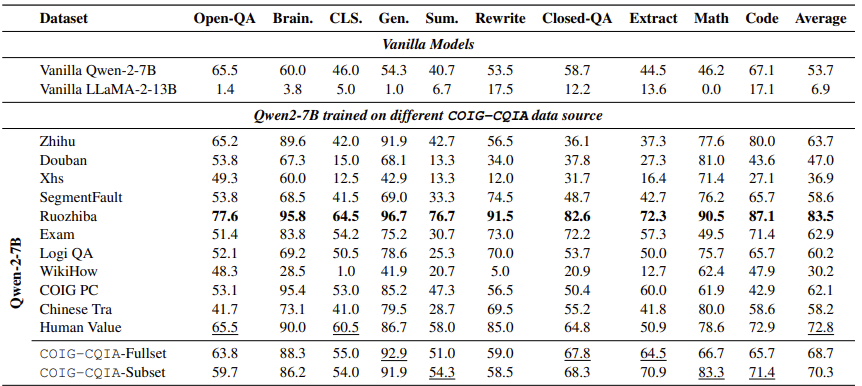 Dataset Open-QA Brain. CLS. Gen. Sum. Rewrite Closed-QA Extract Math Code Average
Vanilla Models
Vanilla Qwen-2-7B 65.5 60.0 46.0 54.3 40.7 53.5 58.7 44.5 46.2 67.1 53.7
Vanilla LLaMA-2-13B 1.4 3.8 5.0 1.0 6.7 17.5 12.2 13.6 0.0 17.1 6.9
Qwen2-7B trained on different COIG-CQIA data source
Qwen-2-7B
Zhihu 65.2 89.6 42.0 91.9 42.7 56.5 36.1 37.3 77.6 80.0 63.7
Douban 53.8 67.3 15.0 68.1 13.3 34.0 37.8 27.3 81.0 43.6 47.0
Xhs 49.3 60.0 12.5 42.9 13.3 12.0 31.7 16.4 71.4 27.1 36.9
SegmentFault 53.8 68.5 41.5 69.0 33.3 74.5 48.7 42.7 76.2 65.7 58.6
Ruozhiba 77.6 95.8 64.5 96.7 76.7 91.5 82.6 72.3 90.5 87.1 83.5
Exam 51.4 83.8 54.2 75.2 30.7 73.0 72.2 57.3 49.5 71.4 62.9
Logi QA 52.1 69.2 50.5 78.6 25.3 70.0 53.7 50.0 75.7 65.7 60.2
WikiHow 48.3 28.5 1.0 41.9 20.7 5.0 20.9 12.7 62.4 47.9 30.2
COIG PC 53.1 95.4 53.0 85.2 47.3 56.5 50.4 60.0 61.9 42.9 62.1
Chinese Tra 41.7 73.1 41.0 79.5 28.7 69.5 55.2 41.8 80.0 58.6 58.2
Human Value 65.5 90.0 60.5 86.7 58.0 85.0 64.8 50.9 78.6 72.9 72.8
COIG-CQIA-Fullset 63.8 88.3 55.0 92.9 51.0 59.0 67.8 64.5 66.7 65.7 68.7
COIG-CQIA-Subset 59.7 86.2 54.0 91.9 54.3 58.5 68.3 70.9 83.3 71.4 70.3